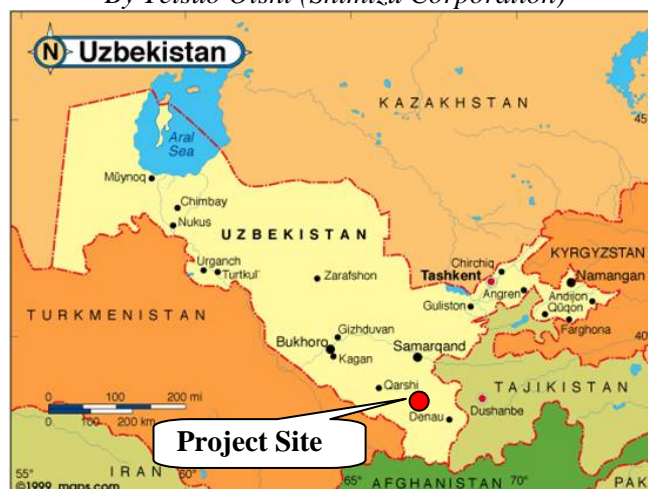 By Tetsuo Oishi (Shimizu Corporation)
N Uzbekistan
KAZAKHSTAN
45°
Aral
Sea
Mŭynoq
Chimbay
Nukus
UZBEKISTAN
KYRGYZSTAN
Urganch
Turtkul'
Zarafshon
Chirchiq
Tashkent
Namangan
Angren
Andijon
Guliston
Qŭqon
Farghona
TURKMENISTAN
Gizhduvan
40°
Bukhoro
Kagan
Samarqand
Qarshi
TAJIKISTAN
0 100 200 mi
0 100 200 km
Denau
Dushanbe
Project Site
55°
IRAN
60°
65°
AFGHANISTAN
70°
PAK
©1999 maps.com